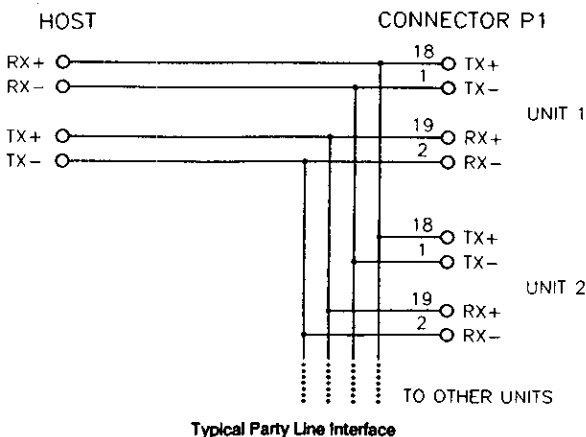 HOST CONNECTOR P1
RX+ 18 TX+
RX- 1 TX-
UNIT 1
TX+ 19 RX+
TX- 2 RX-
18 TX+
1 TX-
UNIT 2
19 RX+
2 RX-
TO OTHER UNITS
Typical Party Line Interface